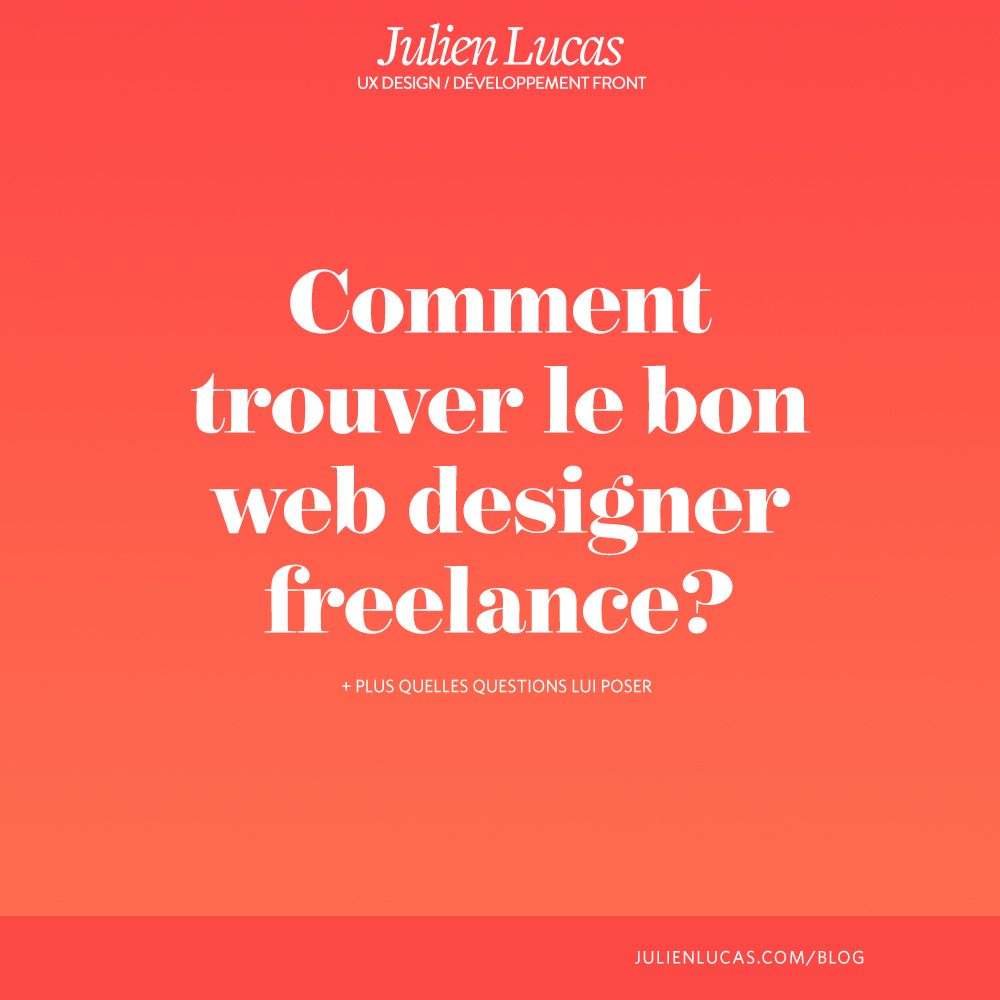 Julien Lucas
UX DESIGN / DÉVELOPPEMENT FRONT
Comment
trouver le bon
web designer
freelance?
+ PLUS QUELLES QUESTIONS LUI POSER
JULIENLUCAS.COM/BLOG